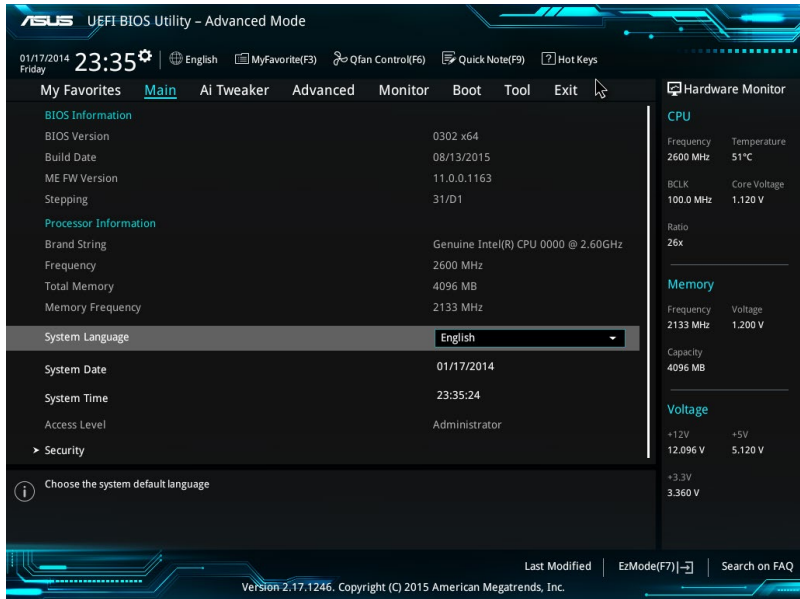 ASUS UEFI BIOS Utility – Advanced Mode
01/17/2014
Friday
23:35
English
MyFavorite(F3)
Qfan Control(F6)
Quick Note(F9)
? Hot Keys
My Favorites Main Ai Tweaker Advanced Monitor Boot Tool Exit
BIOS Information
BIOS Version 0302 x64
Build Date 08/13/2015
ME FW Version 11.0.0.1163
Stepping 31/D1
Processor Information
Brand String Genuine Intel(R) CPU 0000 @ 2.60GHz
Frequency 2600 MHz
Total Memory 4096 MB
Memory Frequency 2133 MHz
System Language English
System Date 01/17/2014
System Time 23:35:24
Access Level Administrator
Security
i Choose the system default language
Hardware Monitor
CPU
Frequency Temperature
2600 MHz 51°C
BCLK Core Voltage
100.0 MHz 1.120 V
Ratio
26x
Memory
Frequency Voltage
2133 MHz 1.200 V
Capacity
4096 MB
Voltage
+12V +5V
12.096 V 5.120 V
+3.3V
3.360 V
Last Modified EzMode(F7) Search on FAQ
Version 2.17.1246. Copyright (C) 2015 American Megatrends, Inc.